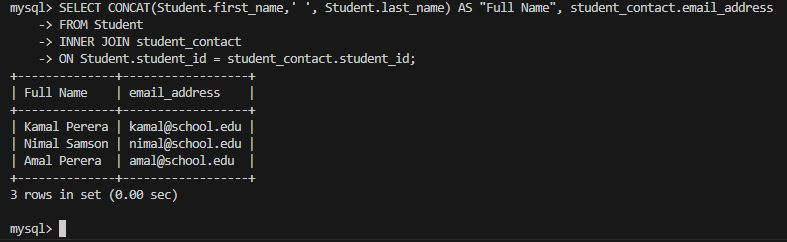 mysql> SELECT CONCAT(Student.first_name,' ', Student.last_name) AS "Full Name", student_contact.email_address
    -> FROM Student
    -> INNER JOIN student_contact
    -> ON Student.student_id = student_contact.student_id;
+--------------+------------------+
| Full Name    | email_address    |
+--------------+------------------+
| Kamal Perera | kamal@school.edu |
| Nimal Samson | nimal@school.edu |
| Amal Perera  | amal@school.edu  |
+--------------+------------------+
3 rows in set (0.00 sec)
mysql>